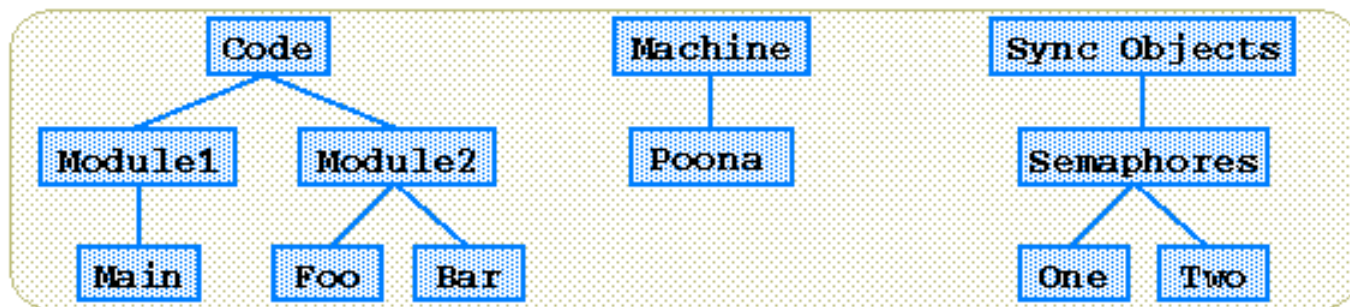 Code Machine Sync Objects
Module1 Module2 Poona Semaphores
Main Foo Bar One Two